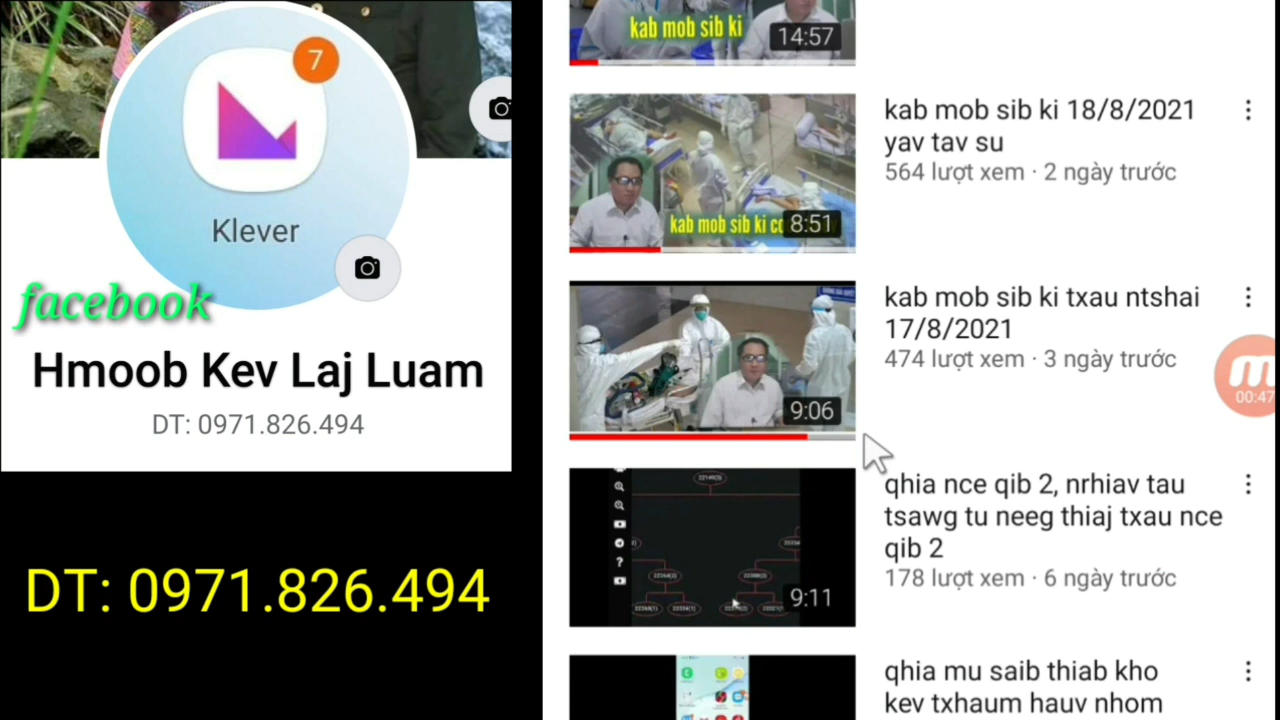 7
Klever
facebook
Hmoob Kev Laj Luam
DT: 0971.826.494
DT: 0971.826.494
kab mob sib ki
14:57
kab mob sib ki 18/8/2021
yav tav su
564 lượt xem · 2 ngày trước
kab mob sib ki
8:51
kab mob sib ki txau ntshai
17/8/2021
474 lượt xem · 3 ngày trước
9:06
00:47
qhia nce qib 2, nrhiav tau
tsawg tu neeg thiaj txau nce
qib 2
178 lượt xem · 6 ngày trước
9:11
qhia mu saib thiab kho
kev txhaum hauv nhom